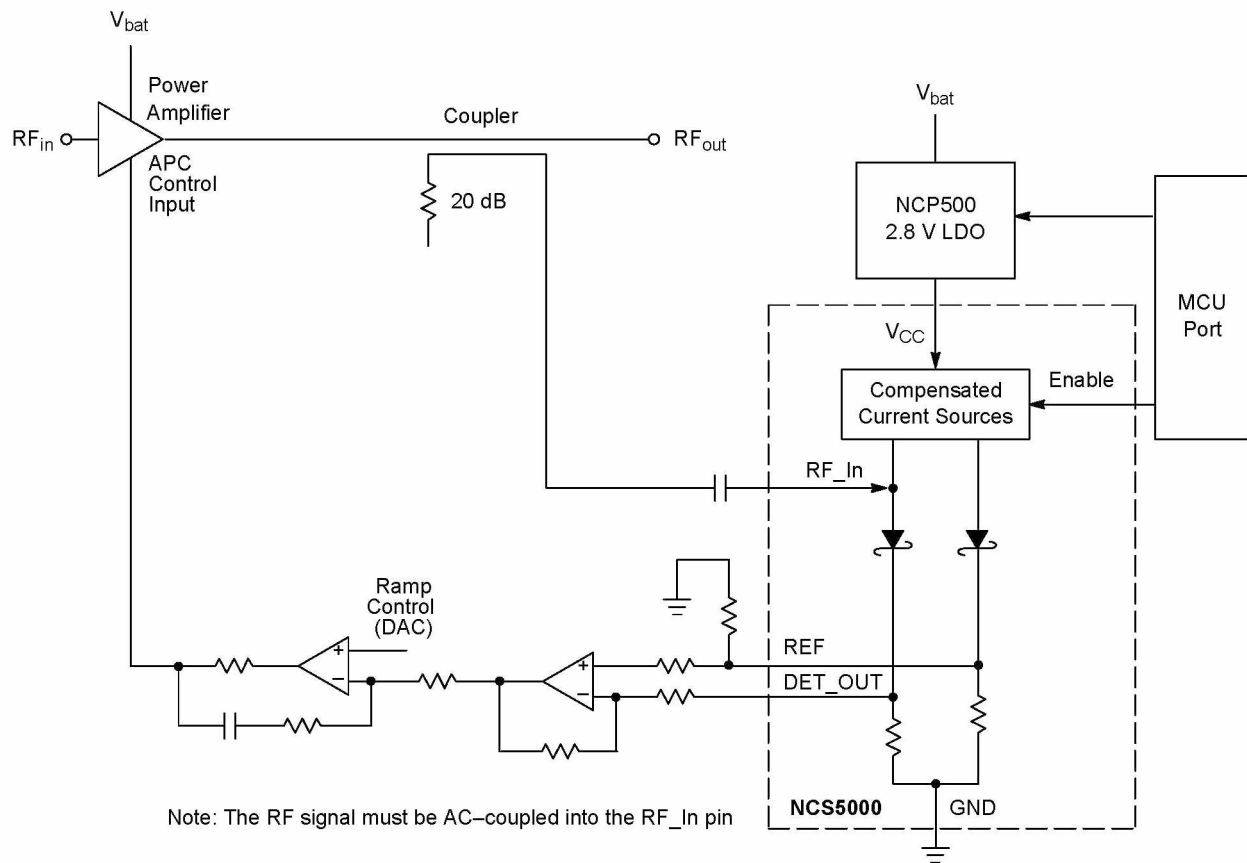 Vbat
Power
Amplifier
RFin
Coupler
RFout
APC
Control
Input
20 dB
Vbat
NCP500
2.8 V LDO
MCU
Port
VCC
Compensated
Current Sources
Enable
RF_In
Ramp
Control
(DAC)
+
−
+
−
REF
DET_OUT
NCS5000
GND
Note: The RF signal must be AC–coupled into the RF_In pin